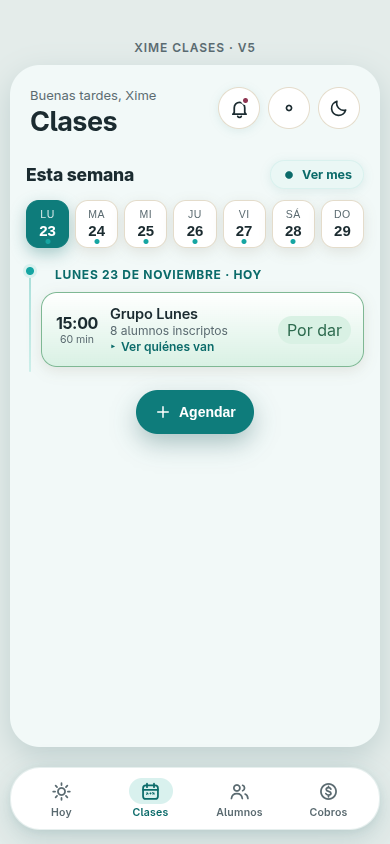 XIME CLASES · V5
Buenas tardes, Xime
Clases
Esta semana
Ver mes
LU MA MI JU VI SÁ DO
23 24 25 26 27 28 29
LUNES 23 DE NOVIEMBRE · HOY
15:00
60 min
Grupo Lunes
8 alumnos inscriptos
Ver quiénes van
Por dar
Agendar
Hoy Clases Alumnos Cobros